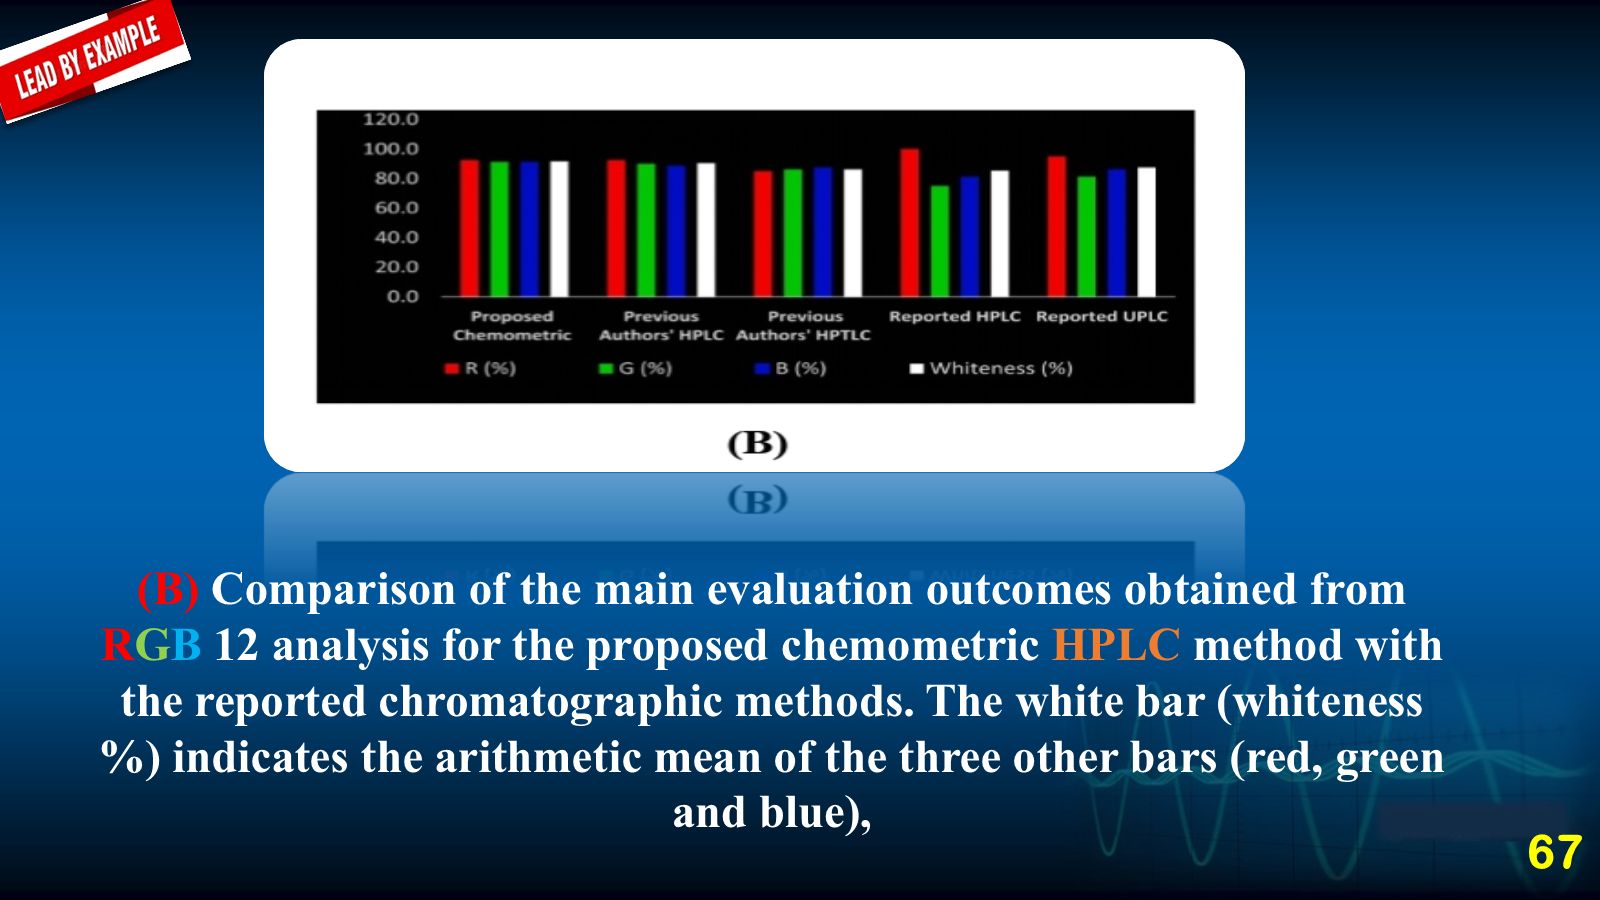 LEAD BY EXAMPLE
120.0
100.0
80.0
60.0
40.0
20.0
0.0
Proposed Chemometric
Previous Authors' HPLC
Previous Authors' HPTLC
Reported HPLC
Reported UPLC
R (%) G (%) B (%) Whiteness (%)
(B)
(B)
(B) Comparison of the main evaluation outcomes obtained from
RGB 12 analysis for the proposed chemometric HPLC method with
the reported chromatographic methods. The white bar (whiteness
%) indicates the arithmetic mean of the three other bars (red, green
and blue),
67